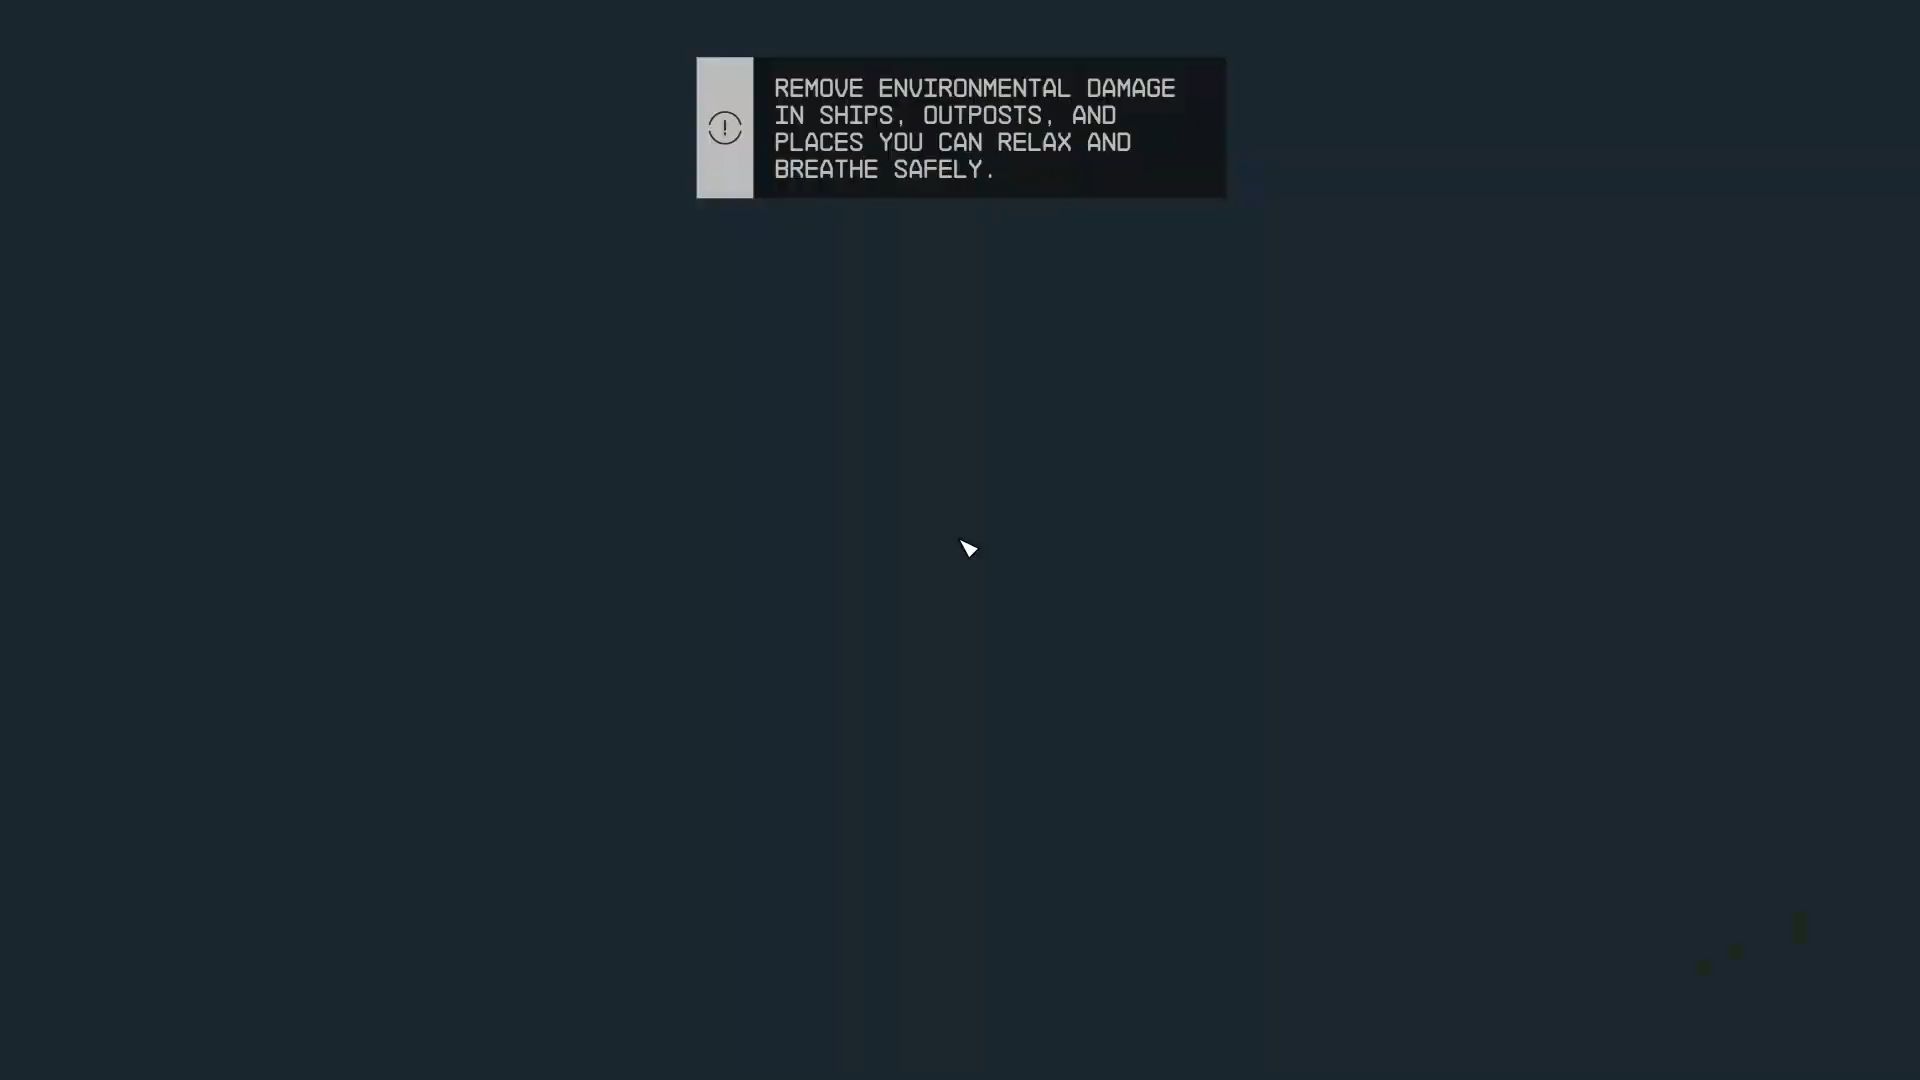 REMOVE ENVIRONMENTAL DAMAGE
IN SHIPS, OUTPOSTS, AND
PLACES YOU CAN RELAX AND
BREATHE SAFELY.